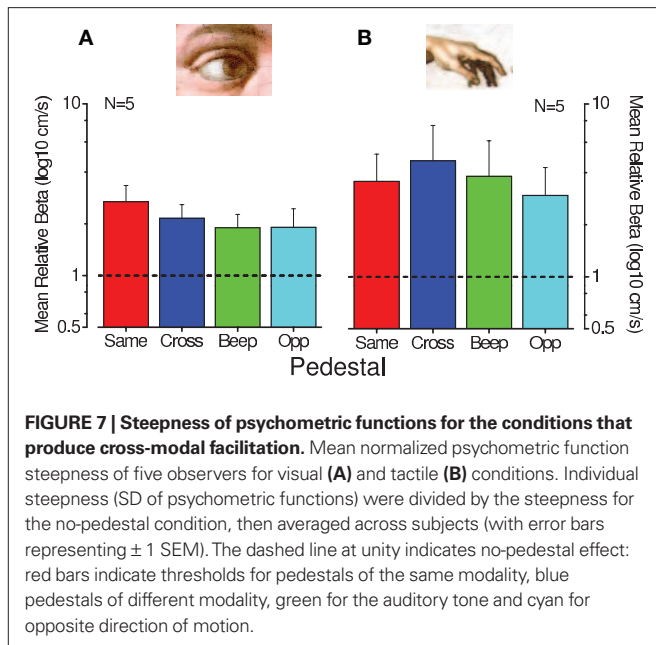 A
B
10
N=5
Mean Relative Beta (log10 cm/s)
1
0.5
Same Cross Beep Opp
10
N=5
Mean Relative Beta (log10 cm/s)
1
0.5
Same Cross Beep Opp
Pedestal
FIGURE 7 | Steepness of psychometric functions for the conditions that
produce cross-modal facilitation. Mean normalized psychometric function
steepness of five observers for visual (A) and tactile (B) conditions. Individual
steepness (SD of psychometric functions) were divided by the steepness for
the no-pedestal condition, then averaged across subjects (with error bars
representing ± 1 SEM). The dashed line at unity indicates no-pedestal effect:
red bars indicate thresholds for pedestals of the same modality, blue
pedestals of different modality, green for the auditory tone and cyan for
opposite direction of motion.